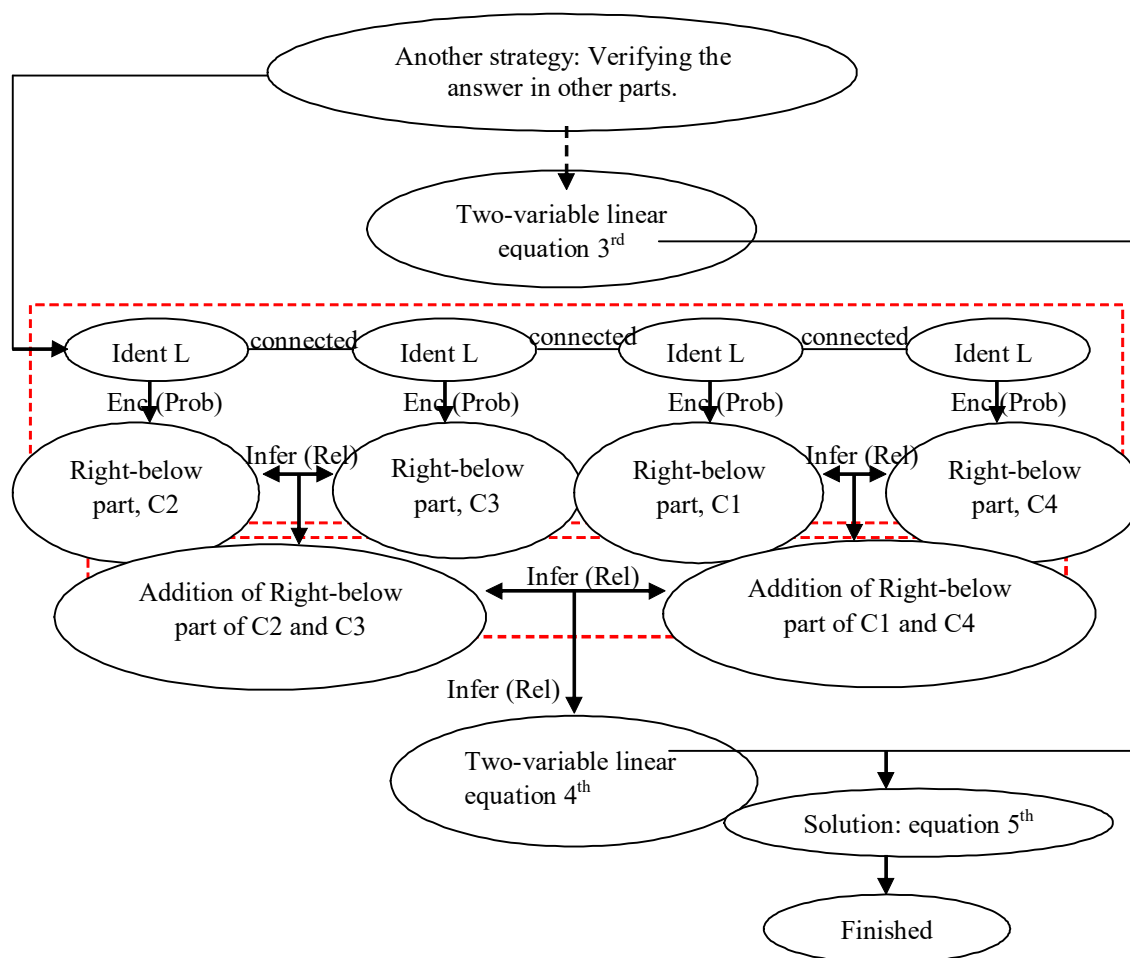 Another strategy: Verifying the
answer in other parts.
Two-variable linear
equation 3rd
Ident L
connected
Ident L
connected
Ident L
connected
Ident L
Enc (Prob)
Enc (Prob)
Enc (Prob)
Enc (Prob)
Right-below
part, C2
Infer (Rel)
Right-below
part, C3
Right-below
part, C1
Infer (Rel)
Right-below
part, C4
Addition of Right-below
part of C2 and C3
Infer (Rel)
Addition of Right-below
part of C1 and C4
Infer (Rel)
Two-variable linear
equation 4th
Solution: equation 5th
Finished